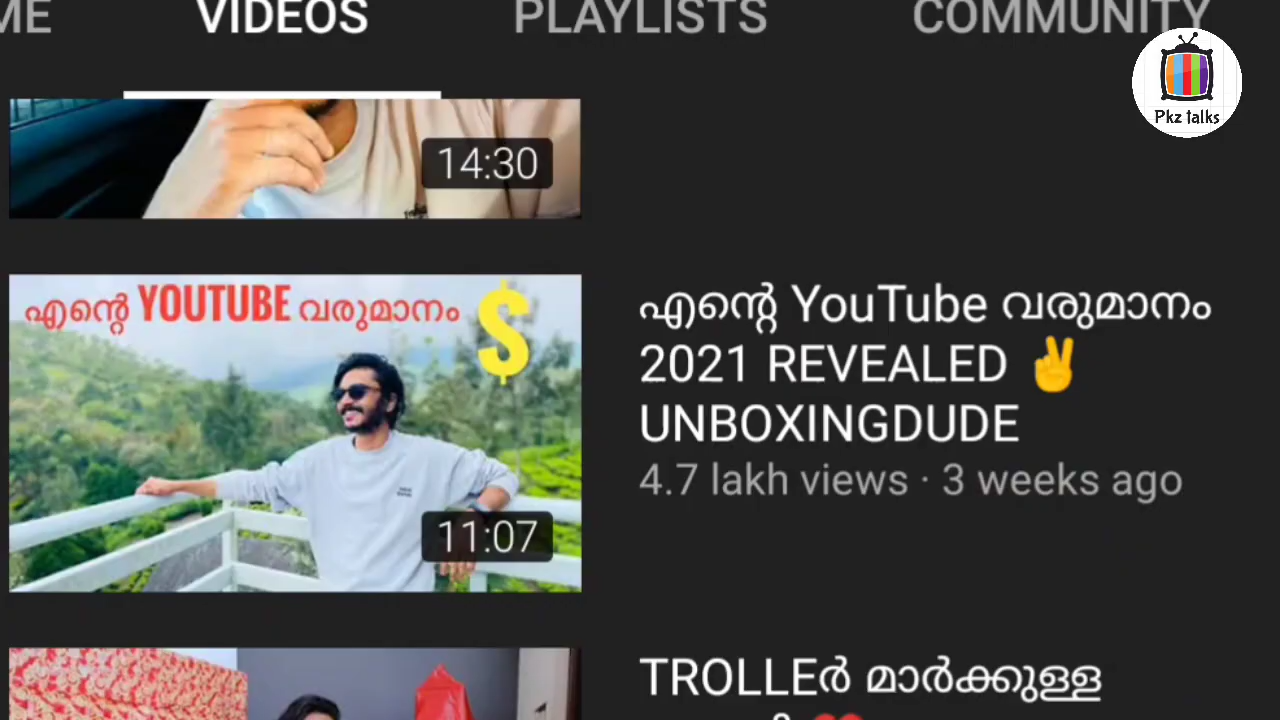 ME VIDEOS PLAYLISTS COMMUNITY
Pkz talks
14:30
എന്റെ YOUTUBE വരുമാനം $
11:07
എന്റെ YouTube വരുമാനം
2021 REVEALED ✌
UNBOXINGDUDE
4.7 lakh views · 3 weeks ago
TROLLEർ മാർക്കുള്ള